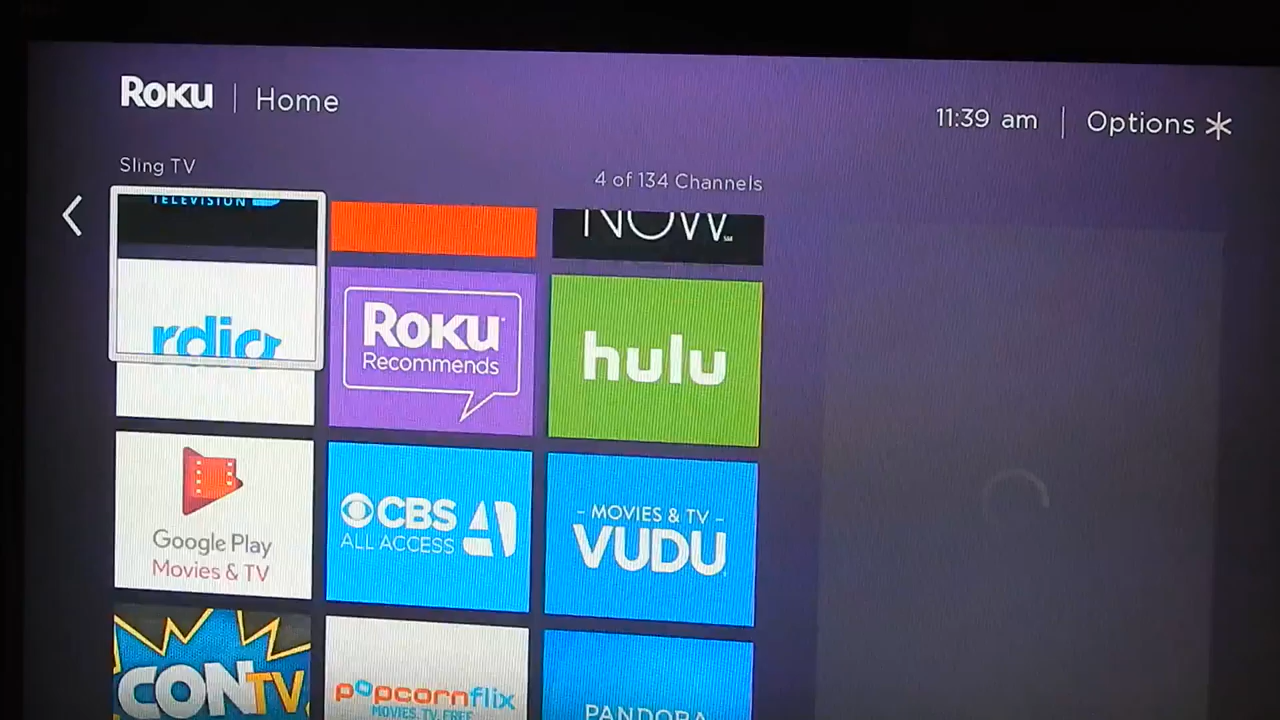 Roku | Home
11:39 am | Options *
Sling TV
4 of 134 Channels
TELEVISION
NOW
rdio
Roku
Recommends
hulu
Google Play
Movies & TV
CBS
ALL ACCESS
- MOVIES & TV -
VUDU
CONTV
popcornflix
MOVIES. TV. FREE.
PANDORA